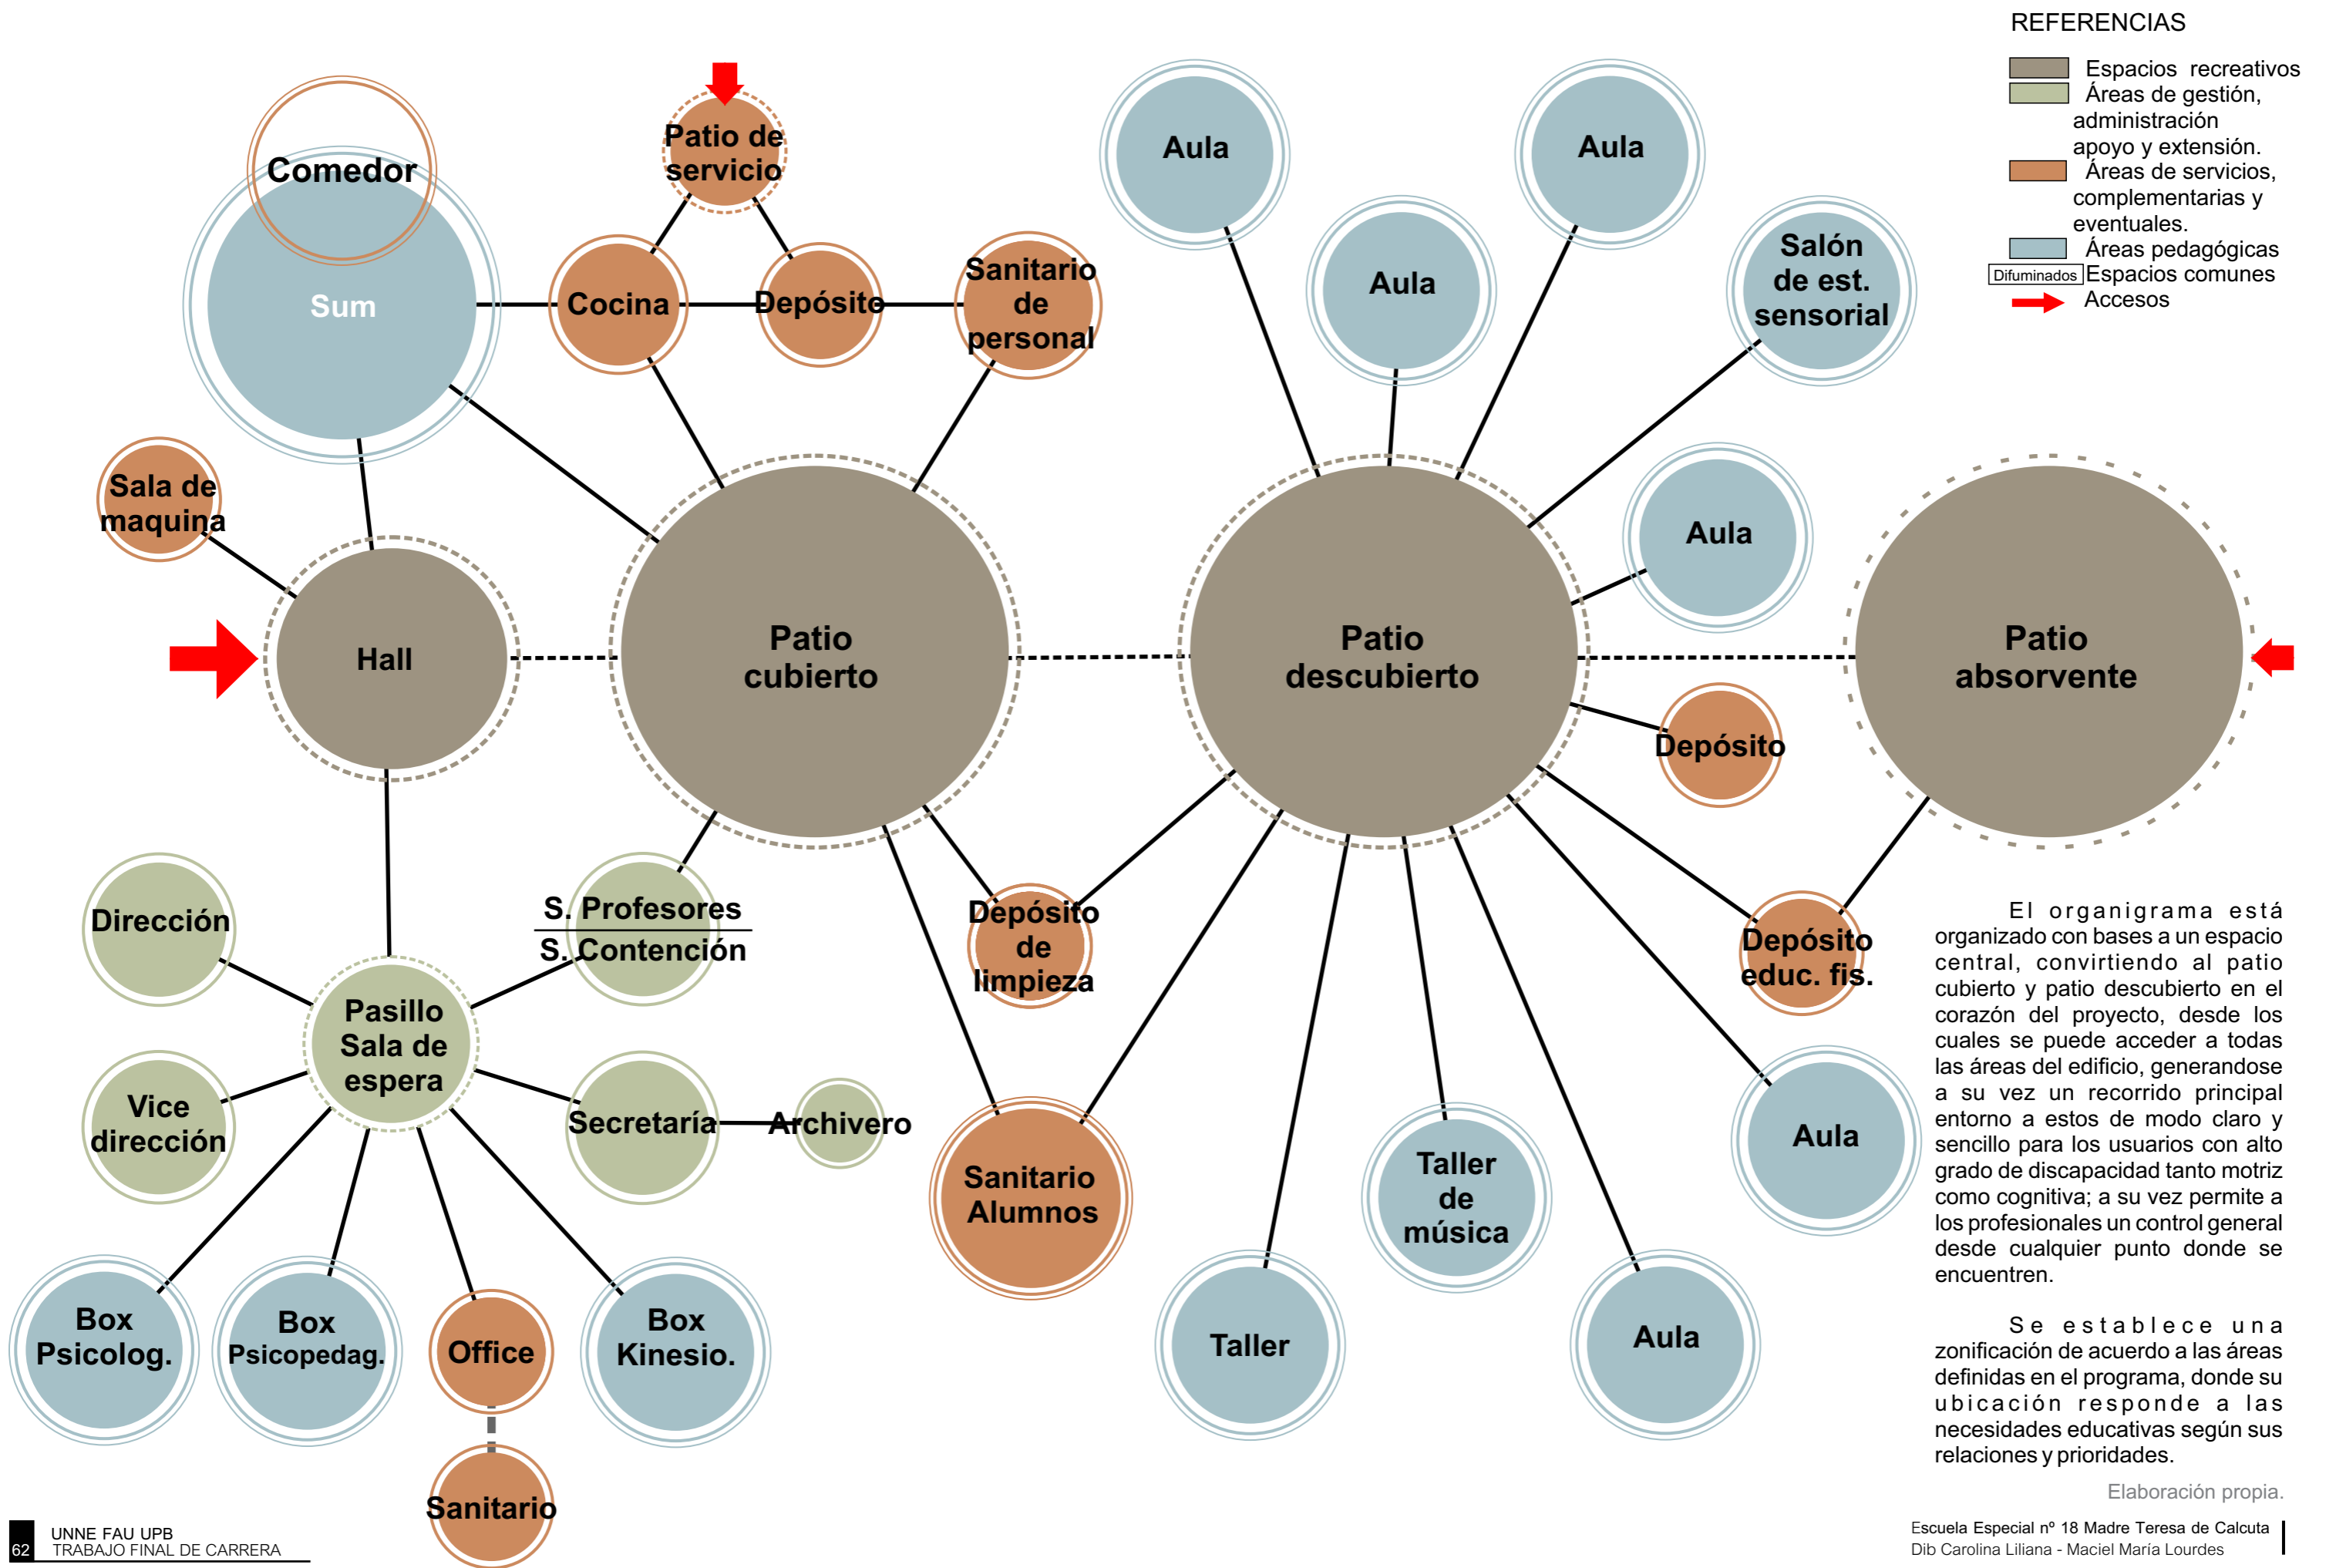 REFERENCIAS
Espacios recreativos
Áreas de gestión,
administración
apoyo y extensión.
Áreas de servicios,
complementarias y
eventuales.
Áreas pedagógicas
Difuminados Espacios comunes
Accesos
Comedor
Sum
Patio de
servicio
Cocina
Depósito
Sanitario
de
personal
Aula
Aula
Aula
Salón
de est.
sensorial
Aula
Sala de
maquina
Hall
Patio
cubierto
Patio
descubierto
Patio
absorvente
Depósito
Dirección
S. Profesores
S. Contención
Depósito
de
limpieza
Depósito
educ. fis.
Pasillo
Sala de
espera
Vice
dirección
Secretaría
Archivero
Sanitario
Alumnos
Taller
de
música
Aula
Box
Psicolog.
Box
Psicopedag.
Office
Box
Kinesio.
Taller
Aula
Sanitario
El organigrama está
organizado con bases a un espacio
central, convirtiendo al patio
cubierto y patio descubierto en el
corazón del proyecto, desde los
cuales se puede acceder a todas
las áreas del edificio, generandose
a su vez un recorrido principal
entorno a estos de modo claro y
sencillo para los usuarios con alto
grado de discapacidad tanto motriz
como cognitiva; a su vez permite a
los profesionales un control general
desde cualquier punto donde se
encuentren.
Se establece una
zonificación de acuerdo a las áreas
definidas en el programa, donde su
ubicación responde a las
necesidades educativas según sus
relaciones y prioridades.
Elaboración propia.
62
UNNE FAU UPB
TRABAJO FINAL DE CARRERA
Escuela Especial nº 18 Madre Teresa de Calcuta
Dib Carolina Liliana - Maciel María Lourdes